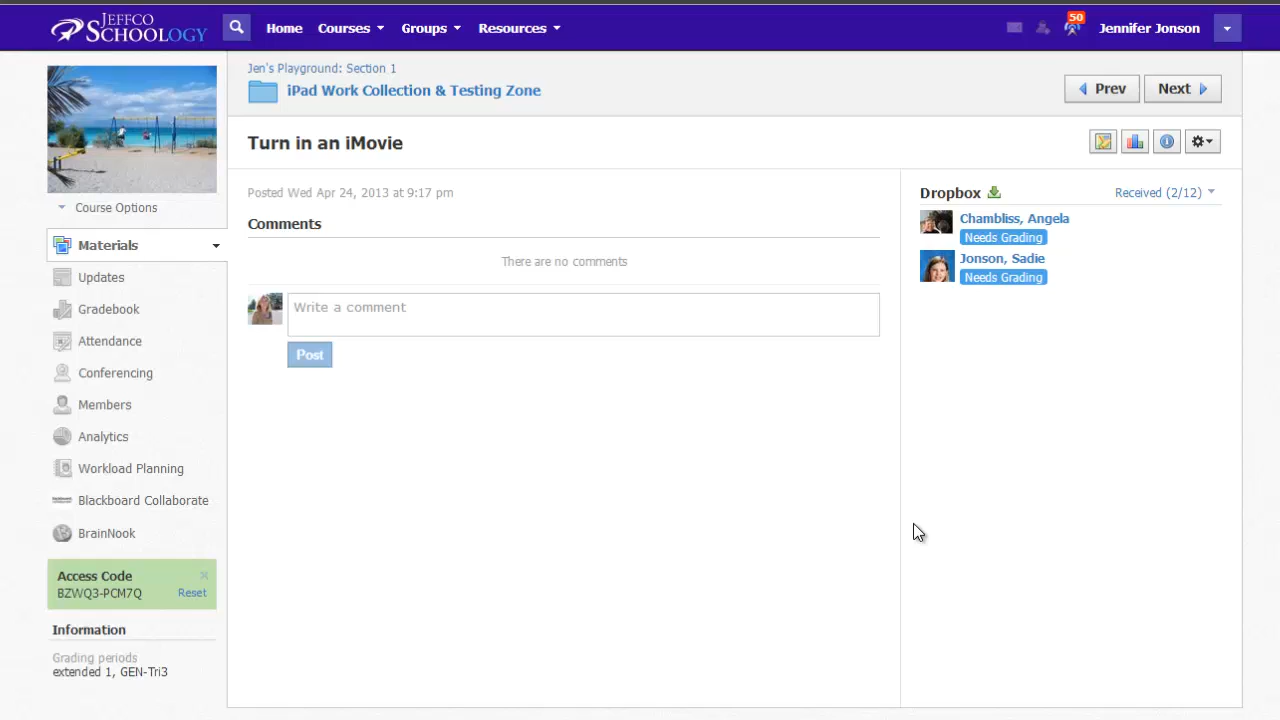 JEFFCO
SCHOOLOGY
Home
Courses
Groups
Resources
50
Jennifer Jonson
Jen's Playground: Section 1
iPad Work Collection & Testing Zone
Prev
Next
Turn in an iMovie
Course Options
Materials
Updates
Gradebook
Attendance
Conferencing
Members
Analytics
Workload Planning
Blackboard Collaborate
BrainNook
Access Code
BZWQ3-PCM7Q
Reset
Information
Grading periods
extended 1, GEN-Tri3
Posted Wed Apr 24, 2013 at 9:17 pm
Comments
There are no comments
Write a comment
Post
Dropbox
Received (2/12)
Chambliss, Angela
Needs Grading
Jonson, Sadie
Needs Grading